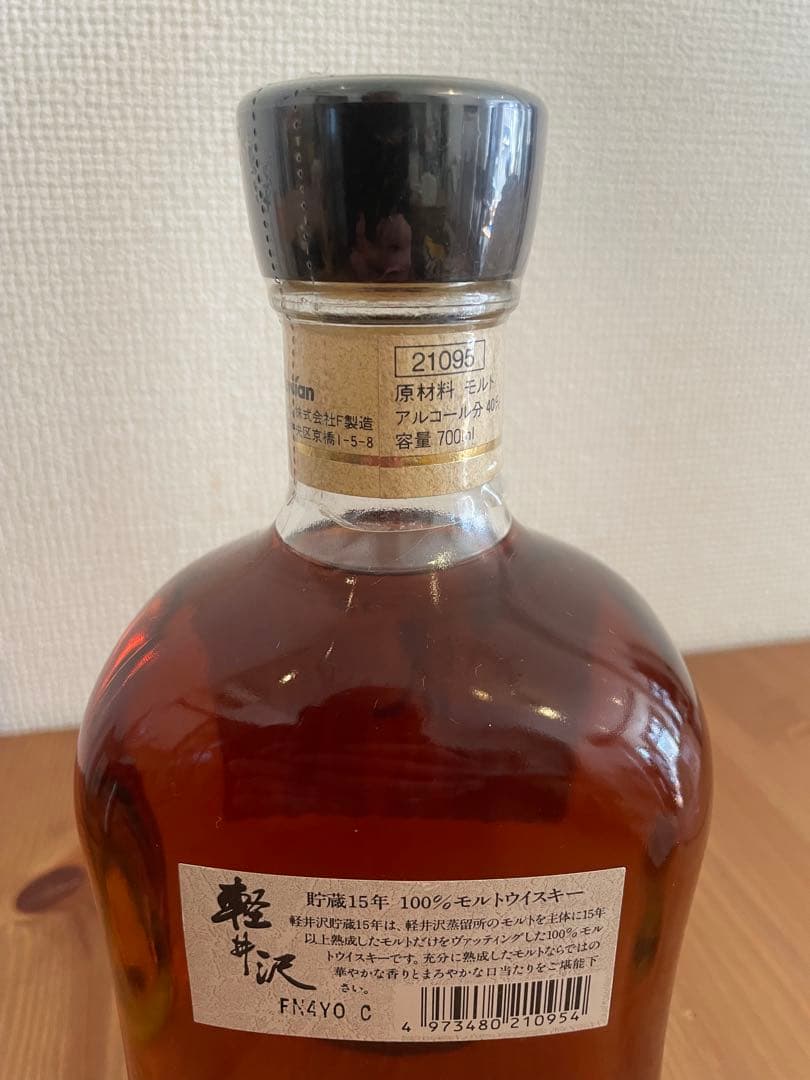 21095
原材料 モルト
アルコール分 40%
容量 700ml
株式会社F製造
区京橋1-5-8
軽井沢
貯蔵15年 100%モルトウイスキー
軽井沢貯蔵15年は、軽井沢蒸留所のモルトを主体に15年
以上熟成したモルトだけをヴァッティングした100%モル
トウイスキーです。充分に熟成したモルトならではの
華やかな香りとまろやかな口当たりをご堪能下
さい。
FN4YO C
4 973480 210954